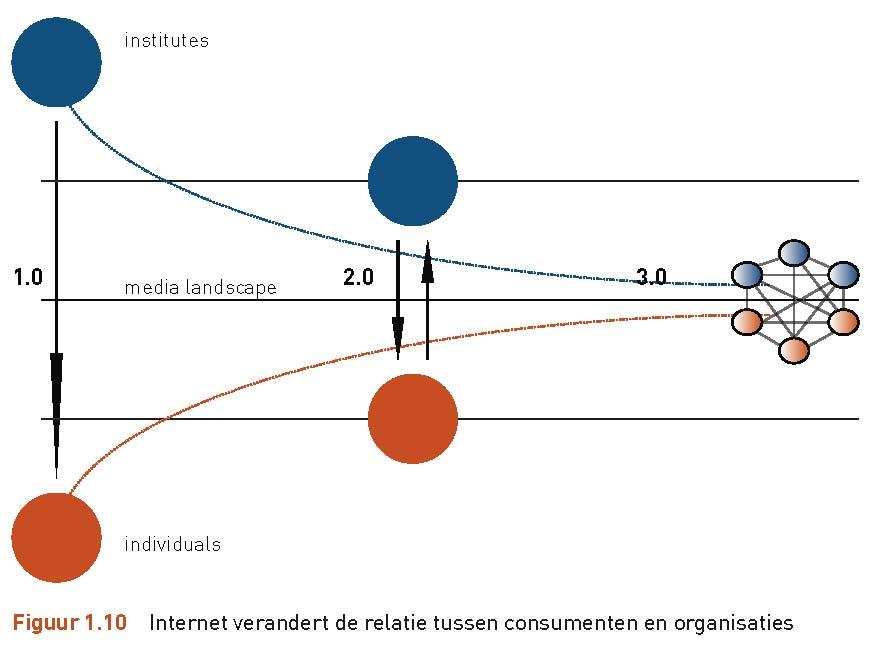 institutes
1.0
media landscape
2.0
3.0
individuals
Figuur 1.10 Internet verandert de relatie tussen consumenten en organisaties